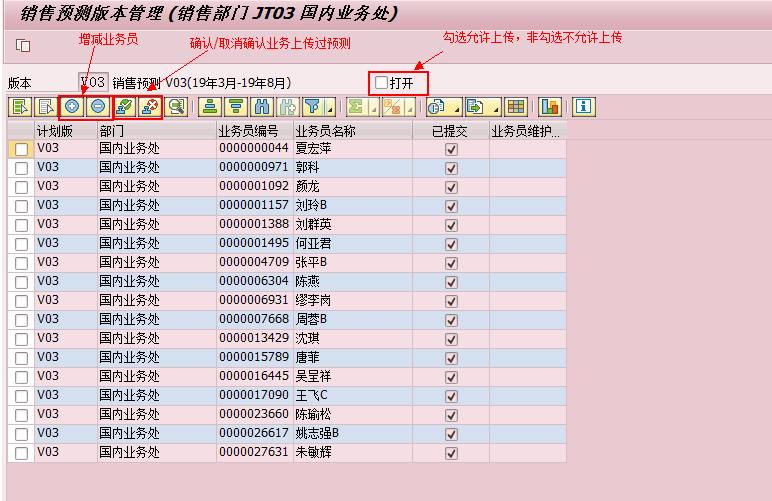 销售预测版本管理 (销售部门 JT03 国内业务处)
增减业务员
确认/取消确认业务上传过预测
勾选允许上传，非勾选不允许上传
版本 V03 销售预测 V03(19年3月-19年8月) 打开
计划版 部门 业务员编号 业务员名称 已提交 业务员维护...
V03 国内业务处 0000000044 夏宏萍
V03 国内业务处 0000000971 郭科
V03 国内业务处 0000001092 颜龙
V03 国内业务处 0000001157 刘玲B
V03 国内业务处 0000001388 刘群英
V03 国内业务处 0000001495 何亚君
V03 国内业务处 0000004709 张平B
V03 国内业务处 0000006304 陈燕
V03 国内业务处 0000006931 缪李岗
V03 国内业务处 0000007668 周蓉B
V03 国内业务处 0000013429 沈琪
V03 国内业务处 0000015789 唐菲
V03 国内业务处 0000016445 吴呈祥
V03 国内业务处 0000017090 王飞C
V03 国内业务处 0000023660 陈瑜松
V03 国内业务处 0000026617 姚志强B
V03 国内业务处 0000027631 朱敏辉